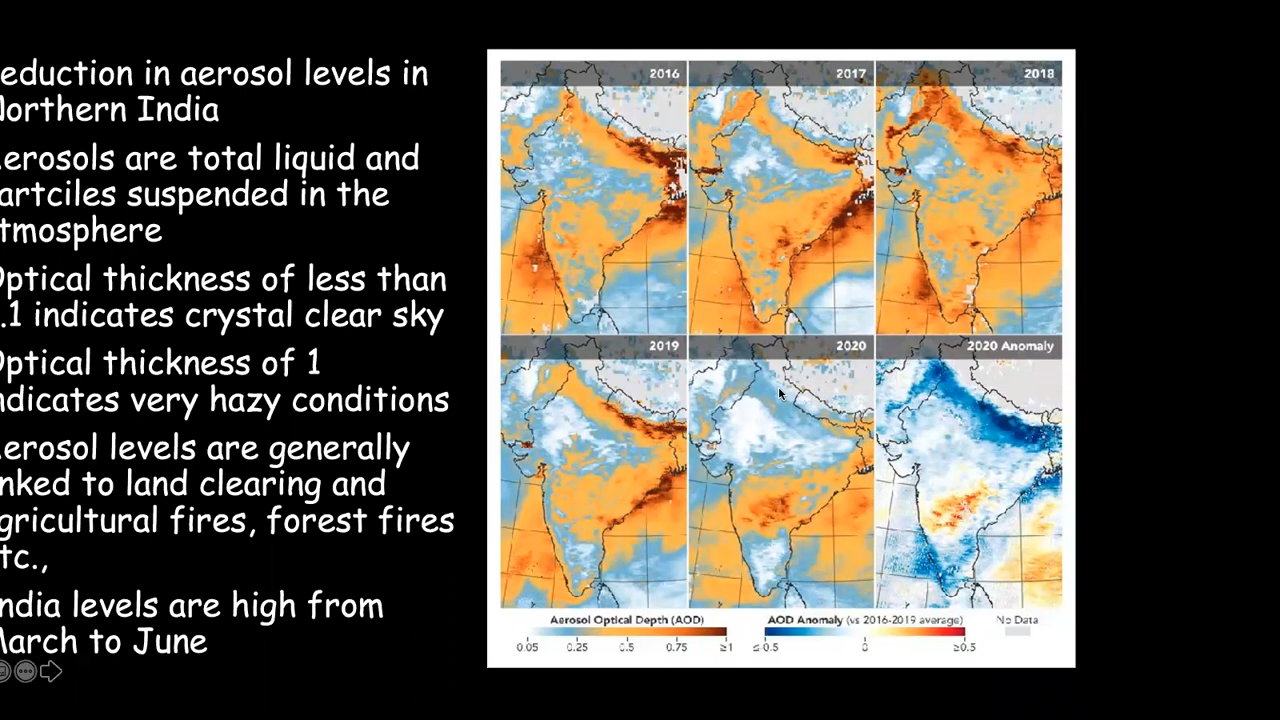 eduction in aerosol levels in
Northern India
erosols are total liquid and
artciles suspended in the
tmosphere
Optical thickness of less than
.1 indicates crystal clear sky
Optical thickness of 1
ndicates very hazy conditions
erosol levels are generally
nked to land clearing and
gricultural fires, forest fires
tc.,
ndia levels are high from
March to June
2016 2017 2018
2019 2020 2020 Anomaly
Aerosol Optical Depth (AOD) AOD Anomaly (vs 2016-2019 average) No Data
0.05 0.25 0.5 0.75 ≥1 ≤-0.5 0 ≥0.5